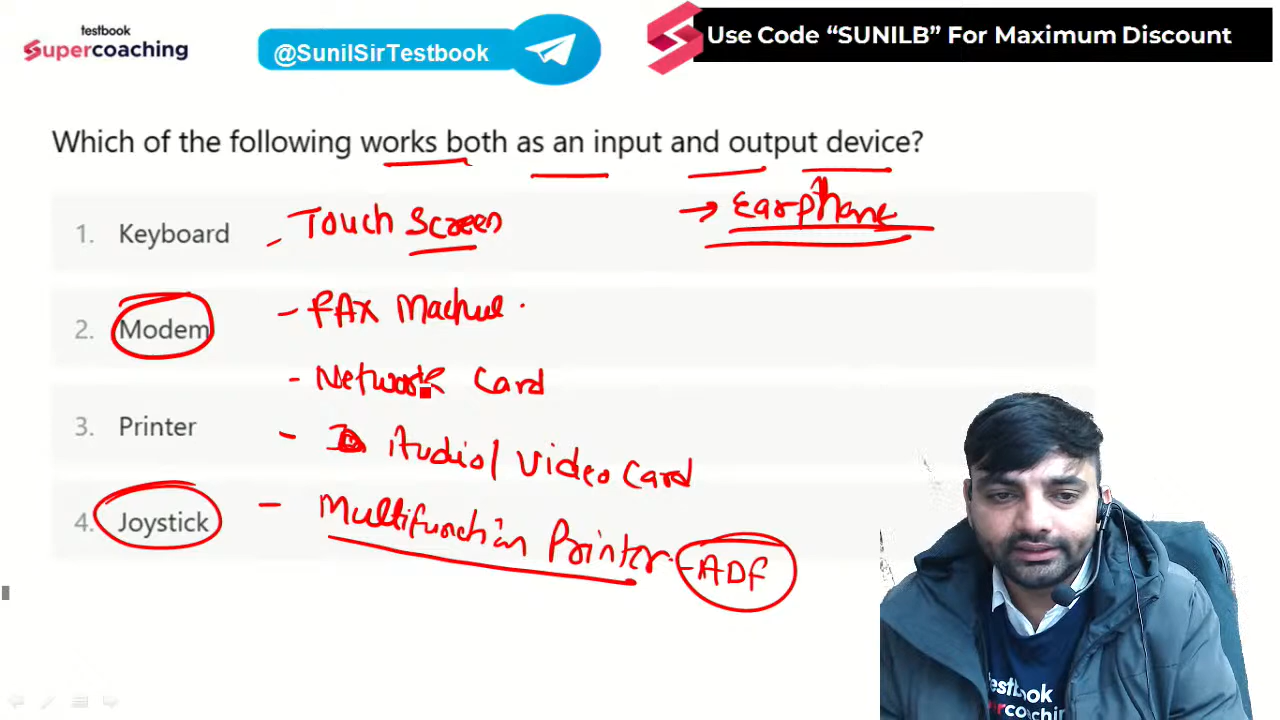 testbook
Supercoaching
@SunilSirTestbook
Use Code “SUNILB” For Maximum Discount
Which of the following works both as an input and output device?
→ Earphone
1. Keyboard
- Touch Screen
2. Modem
- FAX
- Network Card
3. Printer
- Audio/Video Card
4. Joystick
- Multifunction Printer - ADF
testbook
supercoaching